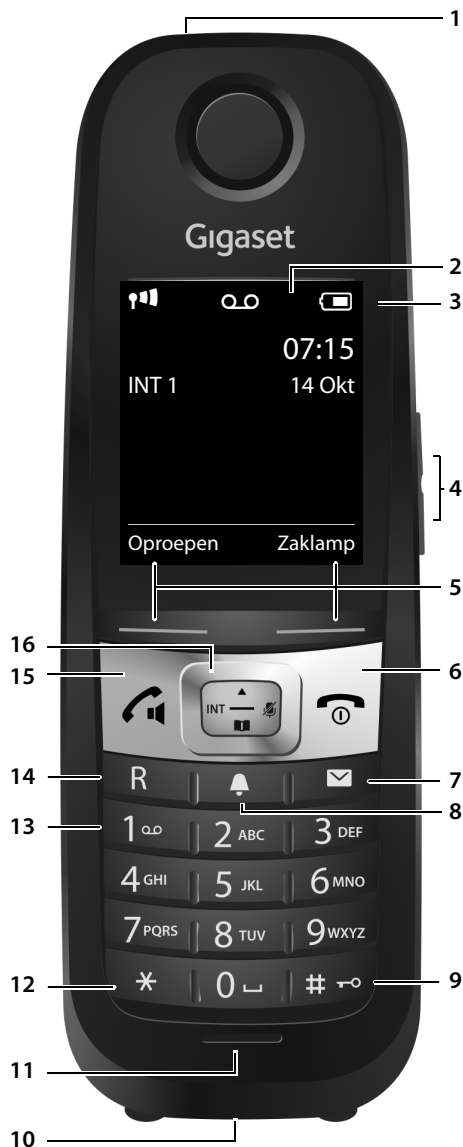 1
Gigaset
2
3
07:15
INT 1 14 Okt
4
Oproepen Zaklamp
5
16
15 6
INT
14 R 7
8
13 1 2 ABC 3 DEF
4 GHI 5 JKL 6 MNO
7 PQRS 8 TUV 9 WXYZ
12 * 0 # 9
11
10